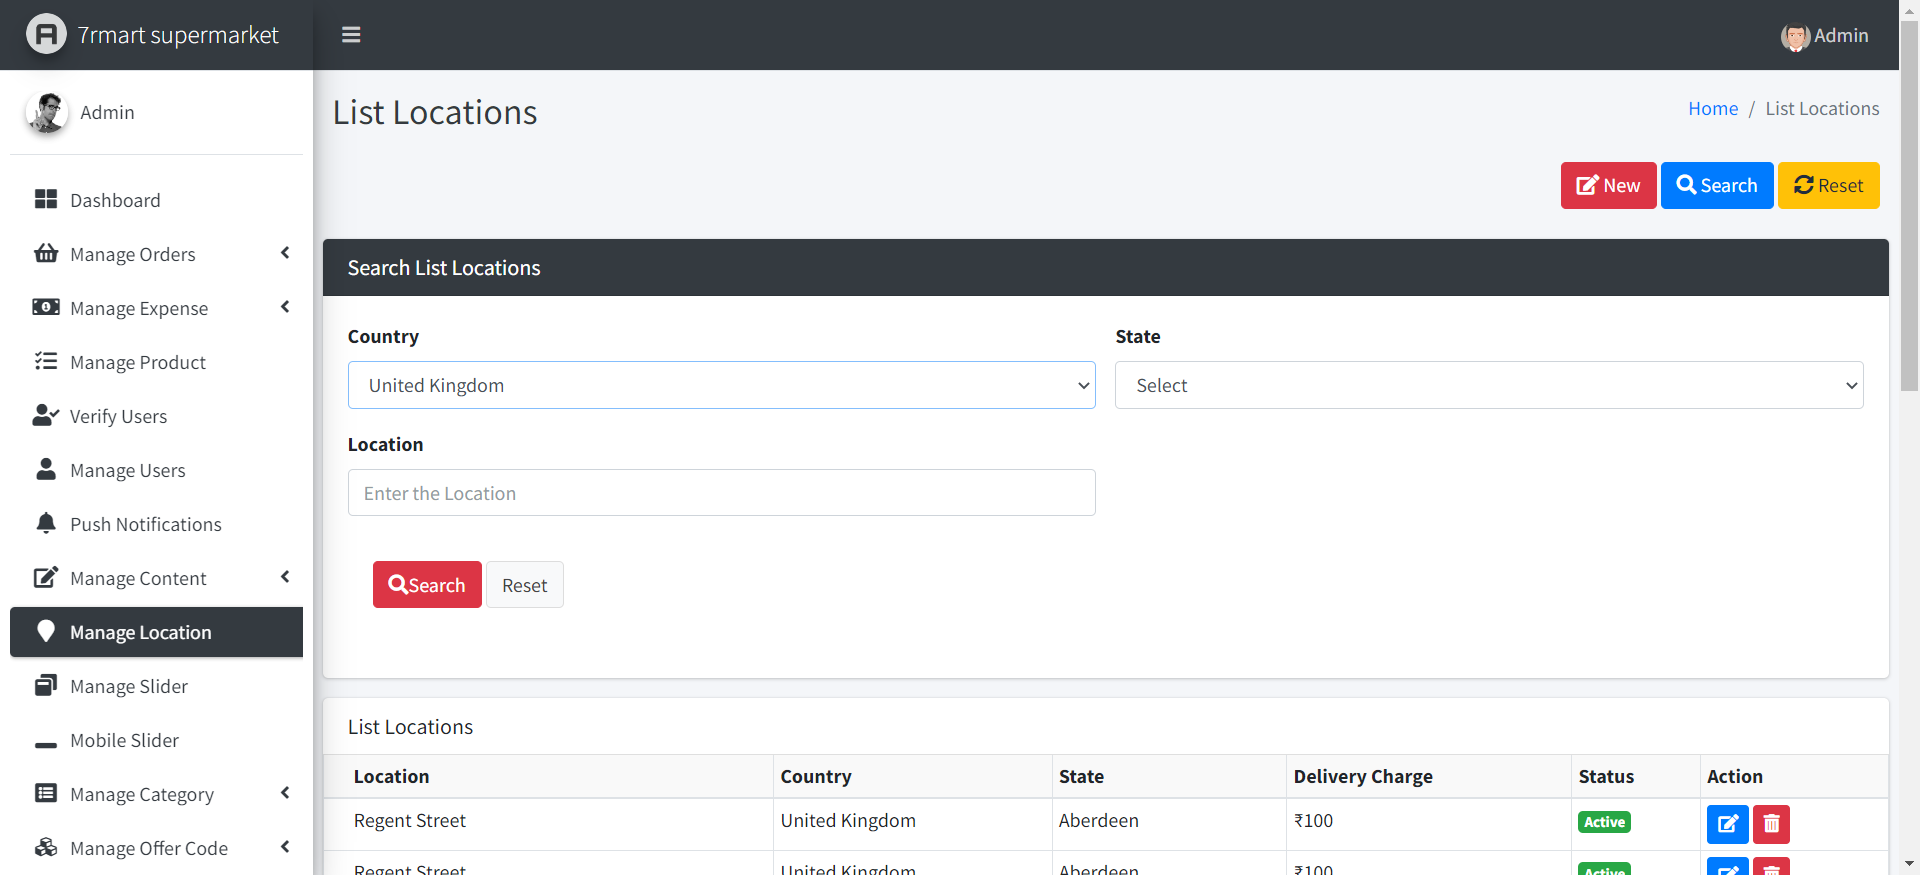 7rmart supermarket
Admin
Admin
List Locations
Home / List Locations
New
Search
Reset
Dashboard
Manage Orders
Manage Expense
Manage Product
Verify Users
Manage Users
Push Notifications
Manage Content
Manage Location
Manage Slider
Mobile Slider
Manage Category
Manage Offer Code
Search List Locations
Country
State
United Kingdom
Select
Location
Enter the Location
Search
Reset
List Locations
Location Country State Delivery Charge Status Action
Regent Street United Kingdom Aberdeen ₹100 Active
Regent Street United Kingdom Aberdeen ₹100 Active